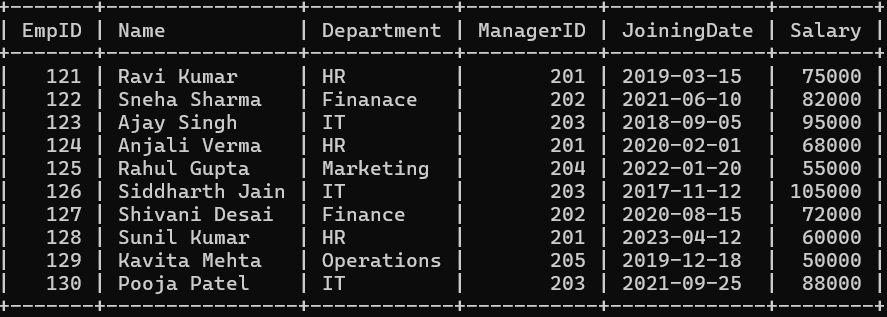 +-------+----------------+------------+-----------+-------------+--------+
| EmpID | Name           | Department | ManagerID | JoiningDate | Salary |
+-------+----------------+------------+-----------+-------------+--------+
|   121 | Ravi Kumar     | HR         |       201 | 2019-03-15  |  75000 |
|   122 | Sneha Sharma   | Finanace   |       202 | 2021-06-10  |  82000 |
|   123 | Ajay Singh     | IT         |       203 | 2018-09-05  |  95000 |
|   124 | Anjali Verma   | HR         |       201 | 2020-02-01  |  68000 |
|   125 | Rahul Gupta    | Marketing  |       204 | 2022-01-20  |  55000 |
|   126 | Siddharth Jain | IT         |       203 | 2017-11-12  | 105000 |
|   127 | Shivani Desai  | Finance    |       202 | 2020-08-15  |  72000 |
|   128 | Sunil Kumar    | HR         |       201 | 2023-04-12  |  60000 |
|   129 | Kavita Mehta   | Operations |       205 | 2019-12-18  |  50000 |
|   130 | Pooja Patel    | IT         |       203 | 2021-09-25  |  88000 |
+-------+----------------+------------+-----------+-------------+--------+